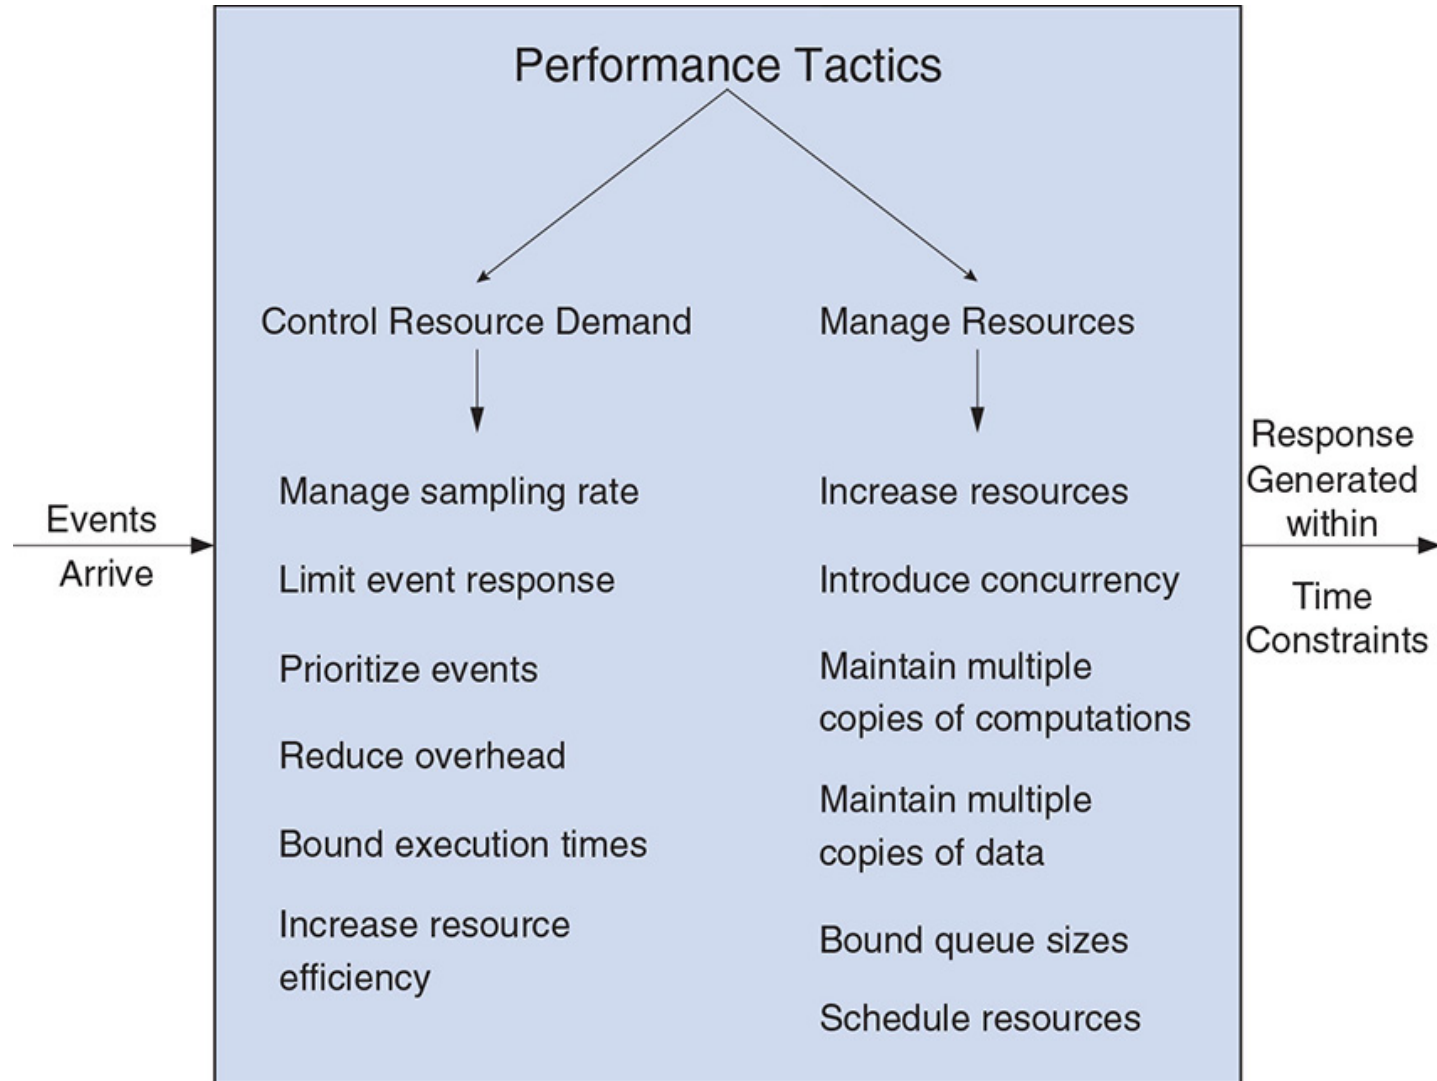 Performance Tactics
Control Resource Demand
Manage Resources
Events
Arrive
Manage sampling rate
Limit event response
Prioritize events
Reduce overhead
Bound execution times
Increase resource
efficiency
Increase resources
Introduce concurrency
Maintain multiple
copies of computations
Maintain multiple
copies of data
Bound queue sizes
Schedule resources
Response
Generated
within
Time
Constraints